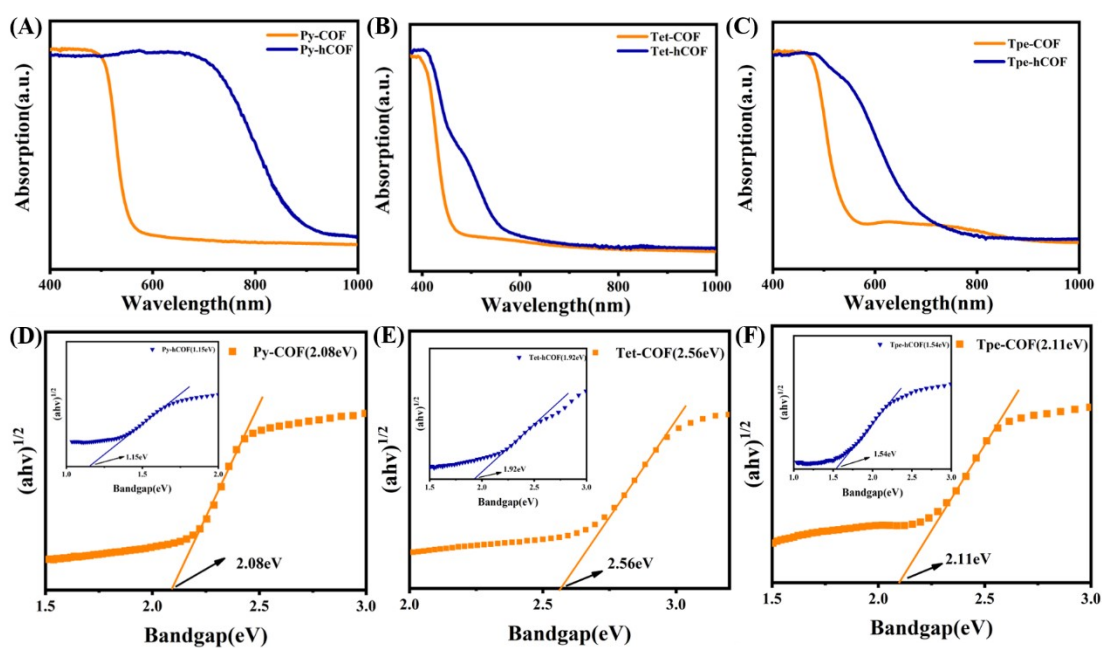 (A)
Py-COF
Py-hCOF
Absorption(a.u.)
400 600 800 1000
Wavelength(nm)
(B)
Tet-COF
Tet-hCOF
Absorption(a.u.)
400 600 800 1000
Wavelength(nm)
(C)
Tpe-COF
Tpe-hCOF
Absorption(a.u.)
400 600 800 1000
Wavelength(nm)
(D)
Py-COF(2.08eV)
Py-hCOF(1.15eV)
(ahv)1/2
1.15eV
1.0 1.5 2.0
Bandgap(eV)
(ahv)1/2
2.08eV
1.5 2.0 2.5 3.0
Bandgap(eV)
(E)
Tet-COF(2.56eV)
Tet-hCOF(1.92eV)
(ahv)1/2
1.92eV
1.5 2.0 2.5 3.0
Bandgap(eV)
(ahv)1/2
2.56eV
2.0 2.5 3.0
Bandgap(eV)
(F)
Tpe-COF(2.11eV)
Tpe-hCOF(1.54eV)
(ahv)1/2
1.54eV
1.0 1.5 2.0 2.5 3.0
Bandgap(eV)
(ahv)1/2
2.11eV
1.5 2.0 2.5 3.0
Bandgap(eV)